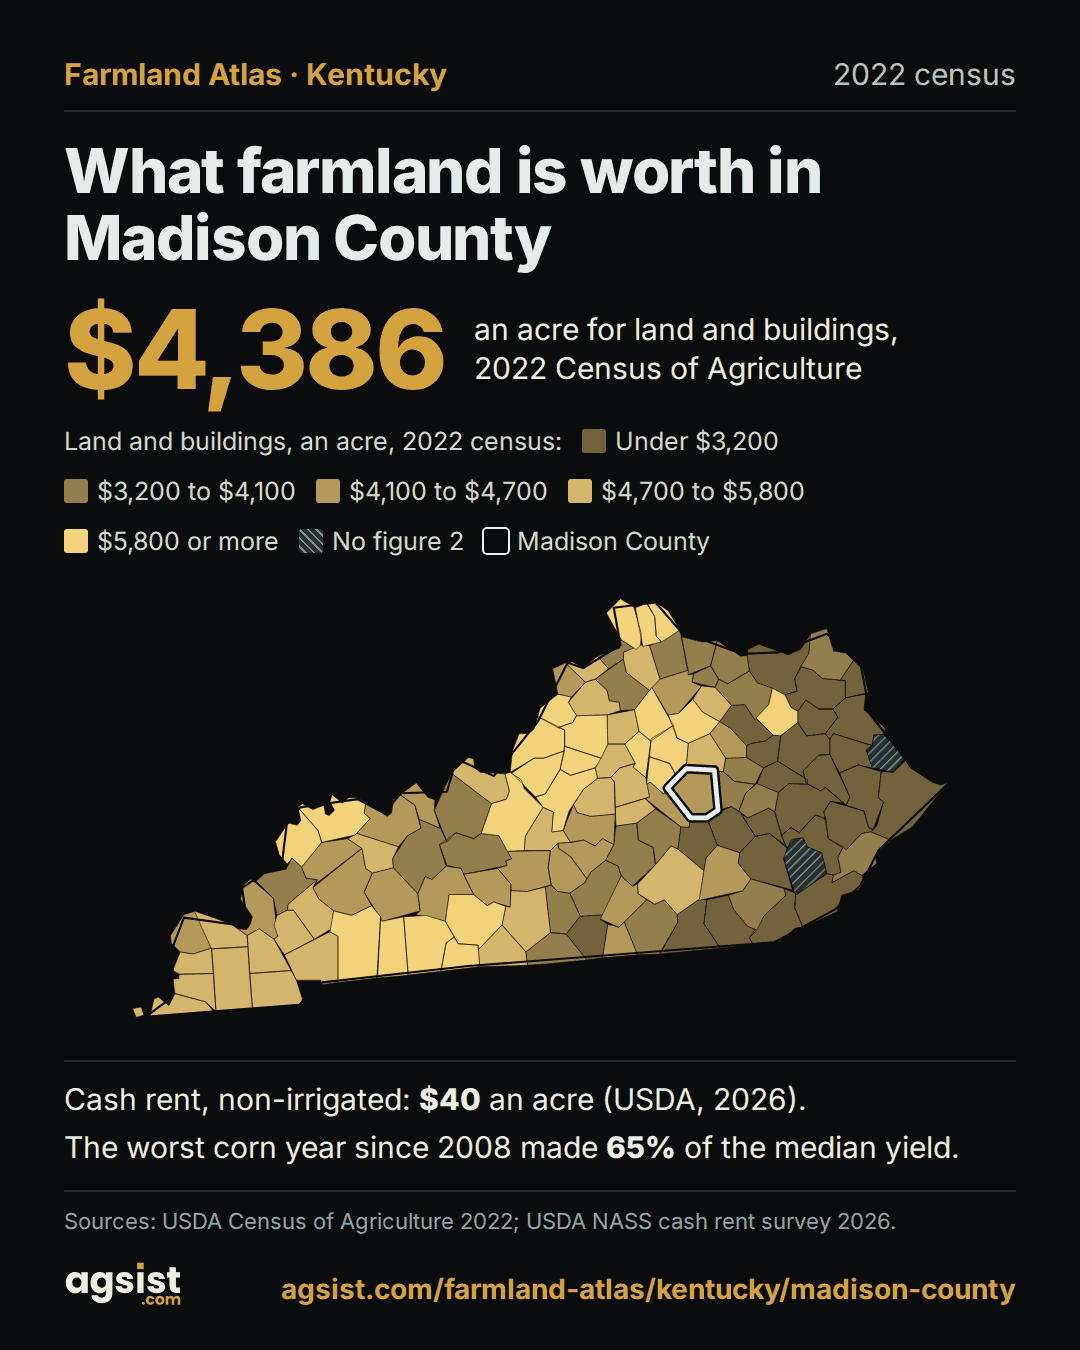 Farmland Atlas · Kentucky
2022 census
What farmland is worth in
Madison County
$4,386
an acre for land and buildings,
2022 Census of Agriculture
Land and buildings, an acre, 2022 census: Under $3,200
$3,200 to $4,100 $4,100 to $4,700 $4,700 to $5,800
$5,800 or more No figure 2 Madison County
Cash rent, non-irrigated: $40 an acre (USDA, 2026).
The worst corn year since 2008 made 65% of the median yield.
Sources: USDA Census of Agriculture 2022; USDA NASS cash rent survey 2026.
agsist
.com
agsist.com/farmland-atlas/kentucky/madison-county